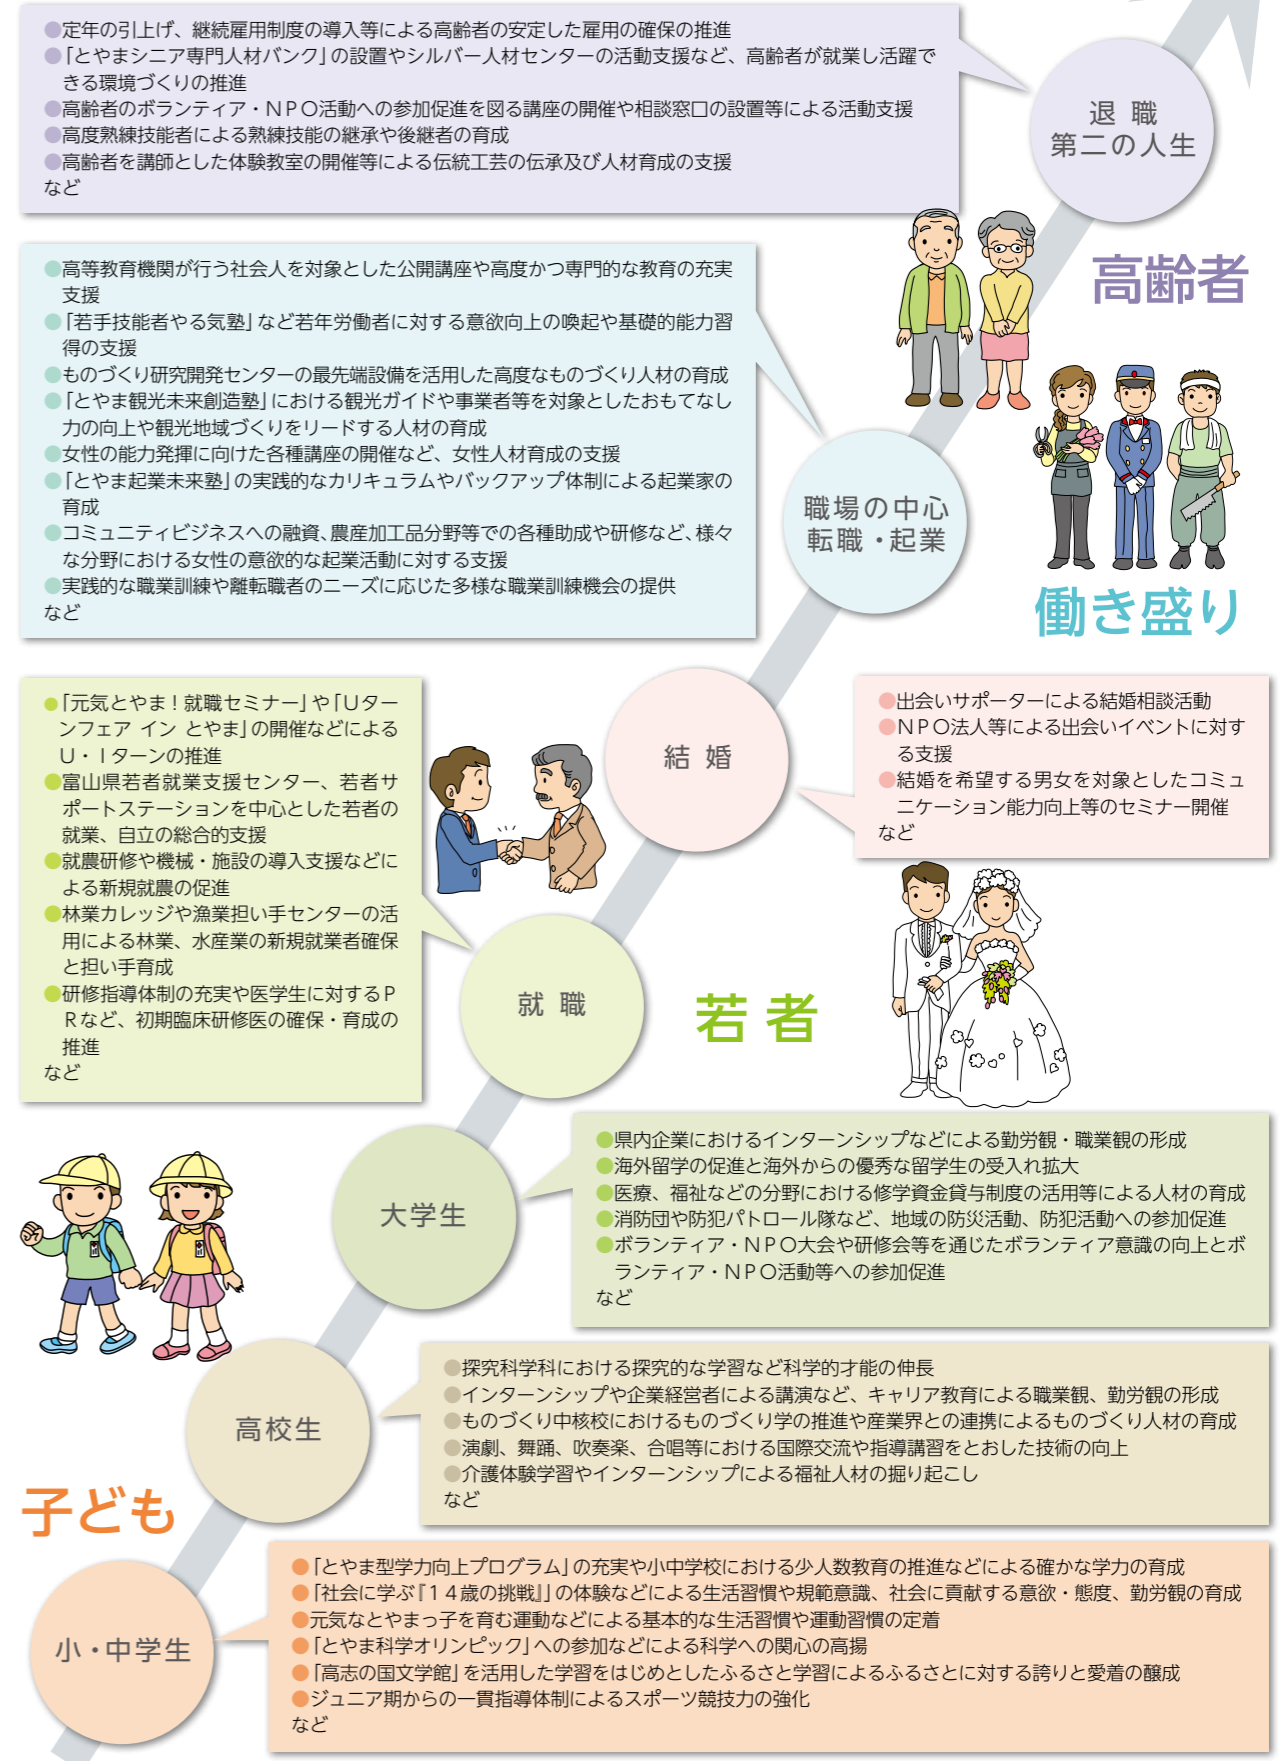 ●定年の引上げ、継続雇用制度の導入等による高齢者の安定した雇用の確保の推進
●「とやまシニア専門人材バンク」の設置やシルバー人材センターの活動支援など、高齢者が就業し活躍で
きる環境づくりの推進
●高齢者のボランティア・ＮＰＯ活動への参加促進を図る講座の開催や相談窓口の設置等による活動支援
●高度熟練技能者による熟練技能の継承や後継者の育成
●高齢者を講師とした体験教室の開催等による伝統工芸の伝承及び人材育成の支援
など
退 職
第二の人生
高齢者
●高等教育機関が行う社会人を対象とした公開講座や高度かつ専門的な教育の充実
支援
●「若手技能者やる気塾」など若年労働者に対する意欲向上の喚起や基礎的能力習
得の支援
●ものづくり研究開発センターの最先端設備を活用した高度なものづくり人材の育成
●「とやま観光未来創造塾」における観光ガイドや事業者等を対象としたおもてなし
力の向上や観光地域づくりをリードする人材の育成
●女性の能力発揮に向けた各種講座の開催など、女性人材育成の支援
●「とやま起業未来塾」の実践的なカリキュラムやバックアップ体制による起業家の
育成
●コミュニティビジネスへの融資、農産加工品分野等での各種助成や研修など、様々
な分野における女性の意欲的な起業活動に対する支援
●実践的な職業訓練や離転職者のニーズに応じた多様な職業訓練機会の提供
など
職場の中心
転職・起業
働き盛り
●「元気とやま！就職セミナー」や「Ｕター
ンフェア イン とやま」の開催などによる
Ｕ・Ｉターンの推進
●富山県若者就業支援センター、若者サ
ポートステーションを中心とした若者の
就業、自立の総合的支援
●就農研修や機械・施設の導入支援などに
よる新規就農の促進
●林業カレッジや漁業担い手センターの活
用による林業、水産業の新規就業者確保
と担い手育成
●研修指導体制の充実や医学生に対するＰ
Ｒなど、初期臨床研修医の確保・育成の
推進
など
結 婚
●出会いサポーターによる結婚相談活動
●ＮＰＯ法人等による出会いイベントに対す
る支援
●結婚を希望する男女を対象としたコミュ
ニケーション能力向上等のセミナー開催
など
就 職
若者
大学生
●県内企業におけるインターンシップなどによる勤労観・職業観の形成
●海外留学の促進と海外からの優秀な留学生の受入れ拡大
●医療、福祉などの分野における修学資金貸与制度の活用等による人材の育成
●消防団や防犯パトロール隊など、地域の防災活動、防犯活動への参加促進
●ボランティア・ＮＰＯ大会や研修会等を通じたボランティア意識の向上とボ
ランティア・ＮＰＯ活動等への参加促進
など
高校生
●探究科学科における探究的な学習など科学的才能の伸長
●インターンシップや企業経営者による講演など、キャリア教育による職業観、勤労観の形成
●ものづくり中核校におけるものづくり学の推進や産業界との連携によるものづくり人材の育成
●演劇、舞踊、吹奏楽、合唱等における国際交流や指導講習をとおした技術の向上
●介護体験学習やインターンシップによる福祉人材の掘り起こし
など
子ども
小・中学生
●「とやま型学力向上プログラム」の充実や小中学校における少人数教育の推進などによる確かな学力の育成
●「社会に学ぶ『１４歳の挑戦』」の体験などによる生活習慣や規範意識、社会に貢献する意欲・態度、勤労観の育成
●元気なとやまっ子を育む運動などによる基本的な生活習慣や運動習慣の定着
●「とやま科学オリンピック」への参加などによる科学への関心の高揚
●「高志の国文学館」を活用した学習をはじめとしたふるさと学習によるふるさとに対する誇りと愛着の醸成
●ジュニア期からの一貫指導体制によるスポーツ競技力の強化
など